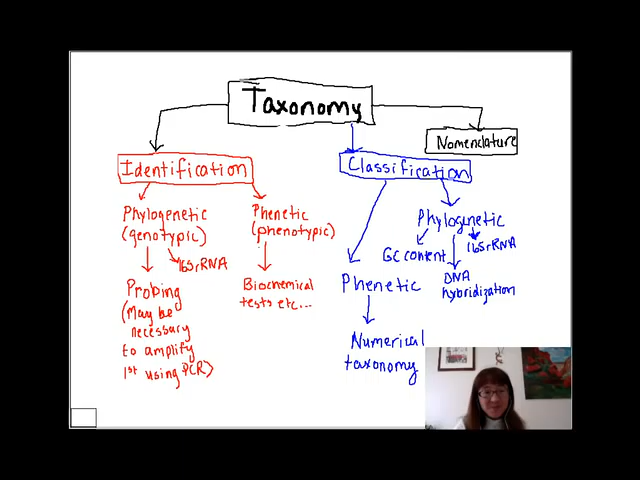 Taxonomy
Nomenclature
Identification
Classification
Phylogenetic
(genotypic)
16SrRNA
Probing
(May be
necessary
to amplify
1st using PCR)
Phenetic
(phenotypic)
Biochemical
tests etc...
Phylogenetic
GC content
16SrRNA
DNA
hybridization
Phenetic
Numerical
taxonomy